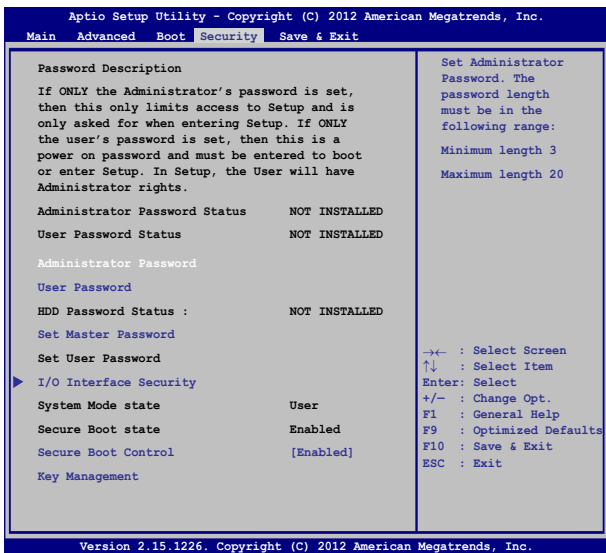 Aptio Setup Utility - Copyright (C) 2012 American Megatrends, Inc.
Main Advanced Boot Security Save & Exit
Password Description
If ONLY the Administrator's password is set,
then this only limits access to Setup and is
only asked for when entering Setup. If ONLY
the user's password is set, then this is a
power on password and must be entered to boot
or enter Setup. In Setup, the User will have
Administrator rights.
Administrator Password Status NOT INSTALLED
User Password Status NOT INSTALLED
Administrator Password
User Password
HDD Password Status : NOT INSTALLED
Set Master Password
Set User Password
I/O Interface Security
System Mode state User
Secure Boot state Enabled
Secure Boot Control [Enabled]
Key Management
Set Administrator
Password. The
password length
must be in the
following range:
Minimum length 3
Maximum length 20
→← : Select Screen
↑↓ : Select Item
Enter: Select
+/— : Change Opt.
F1 : General Help
F9 : Optimized Defaults
F10 : Save & Exit
ESC : Exit
Version 2.15.1226. Copyright (C) 2012 American Megatrends, Inc.